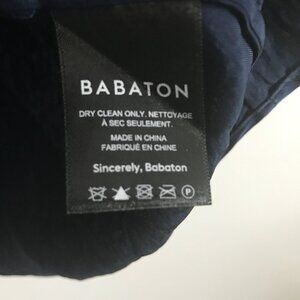 BABATON
DRY CLEAN ONLY. NETTOYAGE
À SEC SEULEMENT.
MADE IN CHINA
FABRIQUÉ EN CHINE
Sincerely, Babaton
P